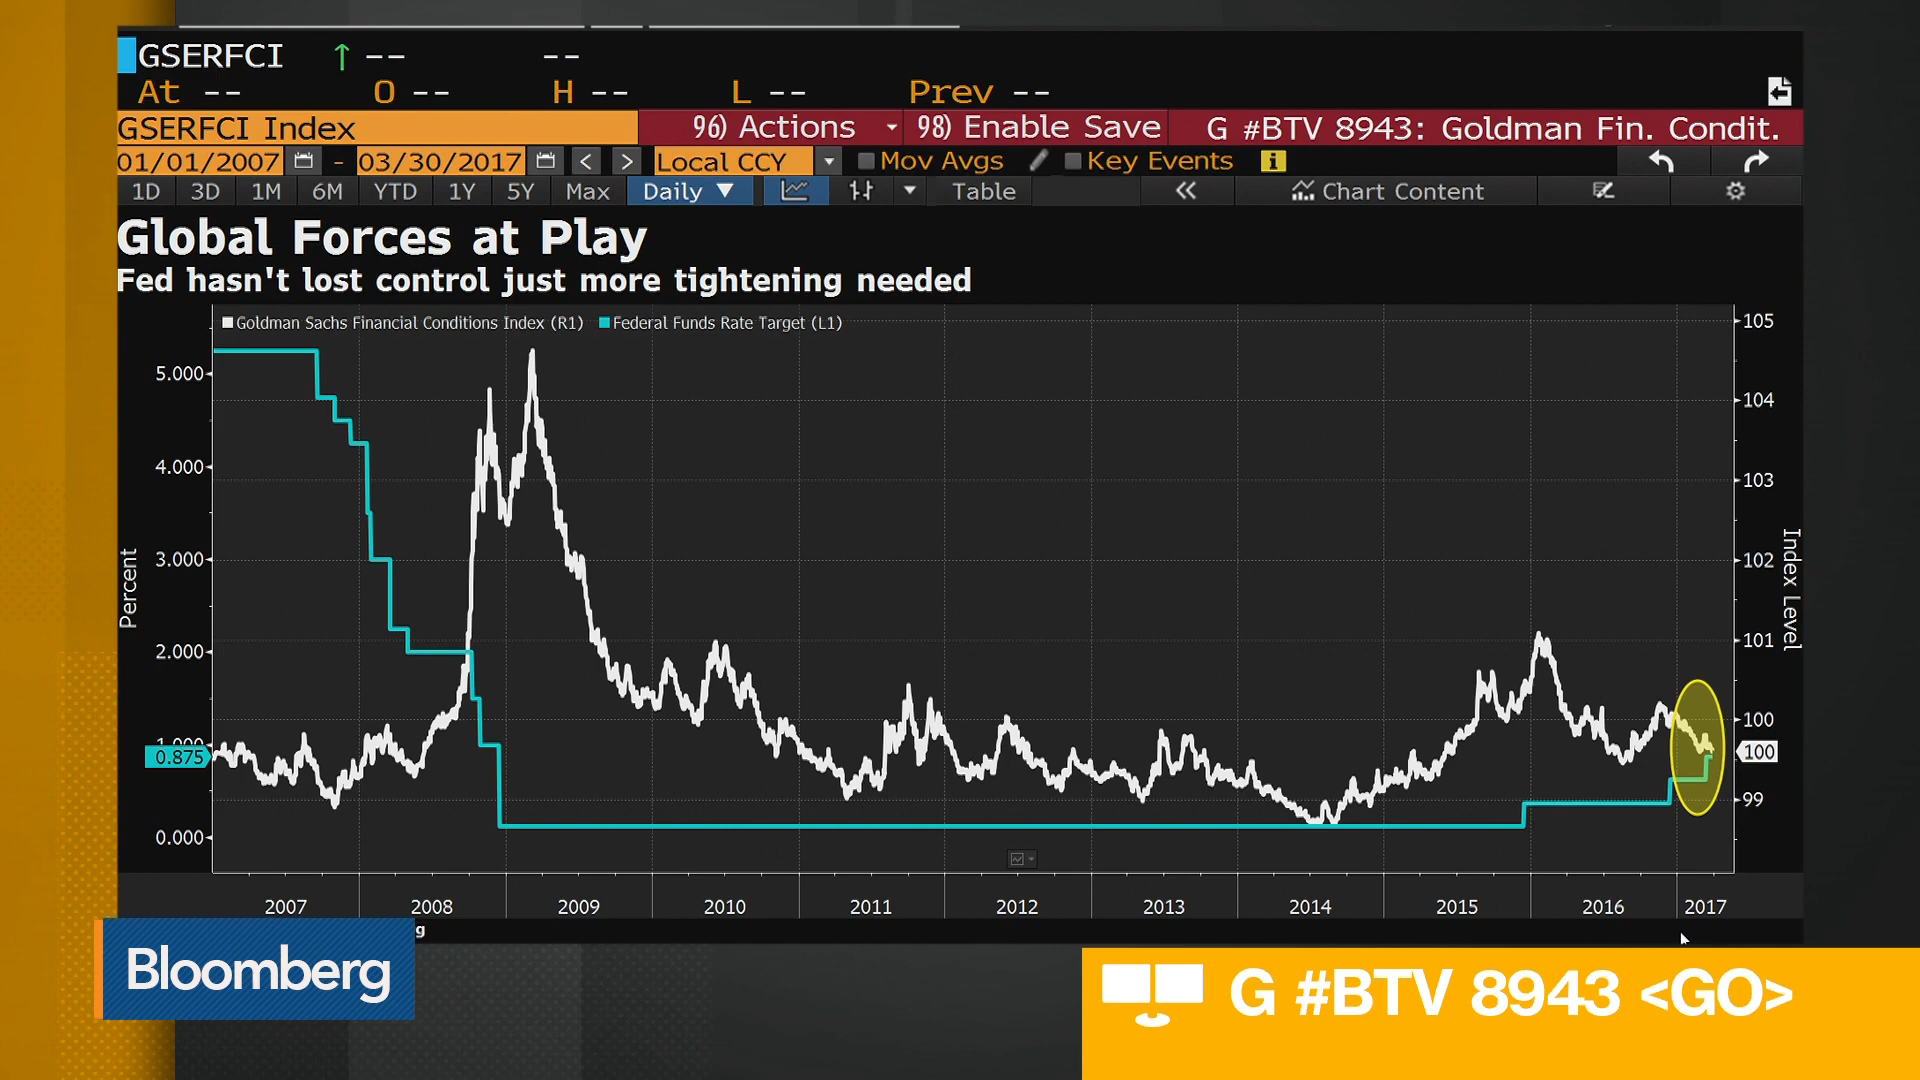 GSERFCI ↑ -- --
At -- O -- H -- L -- Prev --
GSERFCI Index 96) Actions 98) Enable Save G #BTV 8943: Goldman Fin. Condit.
01/01/2007 - 03/30/2017 < > Local CCY Mov Avgs Key Events i
1D 3D 1M 6M YTD 1Y 5Y Max Daily ▼ Table « Chart Content
Global Forces at Play
Fed hasn't lost control just more tightening needed
Goldman Sachs Financial Conditions Index (R1) Federal Funds Rate Target (L1)
105
5.000
104
4.000
103
3.000
102
Percent
Index Level
2.000
101
1.000
100
0.875
100
99
0.000
2007 2008 2009 2010 2011 2012 2013 2014 2015 2016 2017
g
Bloomberg
G #BTV 8943 <GO>